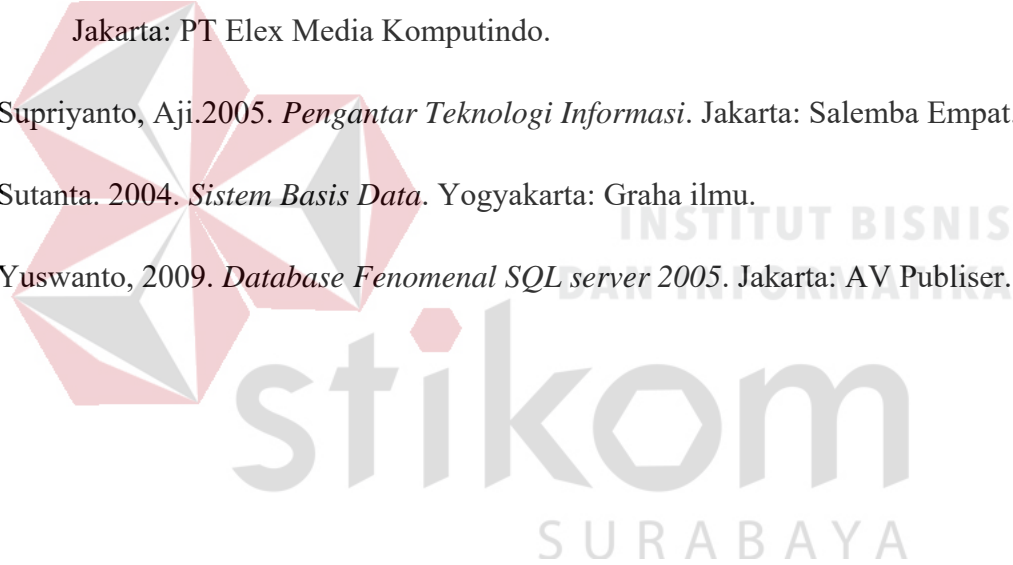 Jakarta: PT Elex Media Komputindo.
Supriyanto, Aji.2005. Pengantar Teknologi Informasi. Jakarta: Salemba Empat.
Sutanta. 2004. Sistem Basis Data. Yogyakarta: Graha ilmu.
INSTITUT BISNIS
Yuswanto, 2009. Database Fenomenal SQL server 2005. Jakarta: AV Publiser.
DAN INFORMATIKA
stikom
SURABAYA